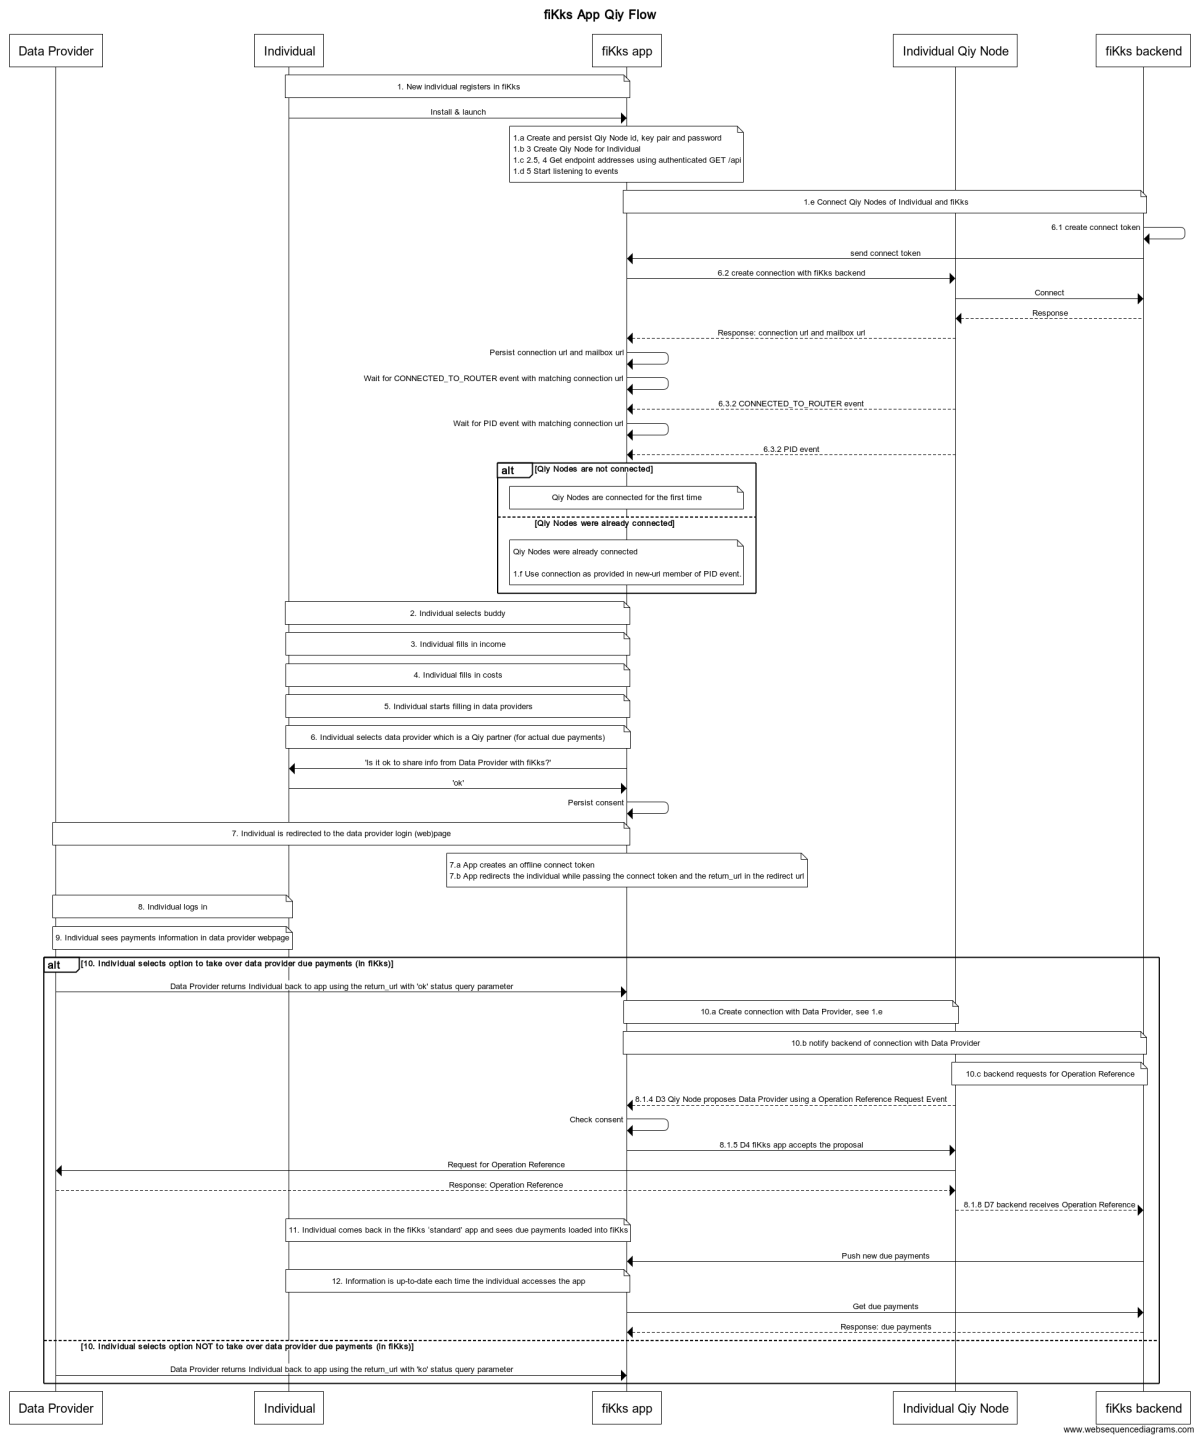 fiKks App Qiy Flow
Data Provider
Individual
fiKks app
Individual Qiy Node
fiKks backend
1. New individual registers in fiKks
Install & launch
1.a Create and persist Qiy Node id, key pair and password
1.b 3 Create Qiy Node for Individual
1.c 2.5, 4 Get endpoint addresses using authenticated GET /api
1.d 5 Start listening to events
1.e Connect Qiy Nodes of Individual and fiKks
6.1 create connect token
send connect token
6.2 create connection with fiKks backend
Connect
Response
Response: connection url and mailbox url
Persist connection url and mailbox url
Wait for CONNECTED_TO_ROUTER event with matching connection url
6.3.2 CONNECTED_TO_ROUTER event
Wait for PID event with matching connection url
6.3.2 PID event
alt [Qiy Nodes are not connected]
Qiy Nodes are connected for the first time
[Qiy Nodes were already connected]
Qiy Nodes were already connected
1.f Use connection as provided in new-url member of PID event.
2. Individual selects buddy
3. Individual fills in income
4. Individual fills in costs
5. Individual starts filling in data providers
6. Individual selects data provider which is a Qiy partner (for actual due payments)
'Is it ok to share info from Data Provider with fiKks?'
'ok'
Persist consent
7. Individual is redirected to the data provider login (web)page
7.a App creates an offline connect token
7.b App redirects the individual while passing the connect token and the return_url in the redirect url
8. Individual logs in
9. Individual sees payments information in data provider webpage
alt [10. Individual selects option to take over data provider due payments (in fiKks)]
Data Provider returns Individual back to app using the return_url with 'ok' status query parameter
10.a Create connection with Data Provider, see 1.e
10.b notify backend of connection with Data Provider
10.c backend requests for Operation Reference
8.1.4 D3 Qiy Node proposes Data Provider using a Operation Reference Request Event
Check consent
8.1.5 D4 fiKks app accepts the proposal
Request for Operation Reference
Response: Operation Reference
8.1.8 D7 backend receives Operation Reference
11. Individual comes back in the fiKks 'standard' app and sees due payments loaded into fiKks
Push new due payments
12. Information is up-to-date each time the individual accesses the app
Get due payments
Response: due payments
[10. Individual selects option NOT to take over data provider due payments (in fiKks)]
Data Provider returns Individual back to app using the return_url with 'ko' status query parameter
Data Provider
Individual
fiKks app
Individual Qiy Node
fiKks backend
www.websequencediagrams.com